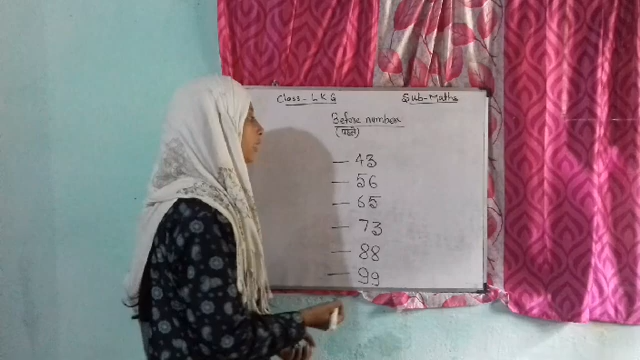 Class - L K G Sub - Maths
Before number
(पहले)
— 43
— 56
— 65
— 73
— 88
— 99